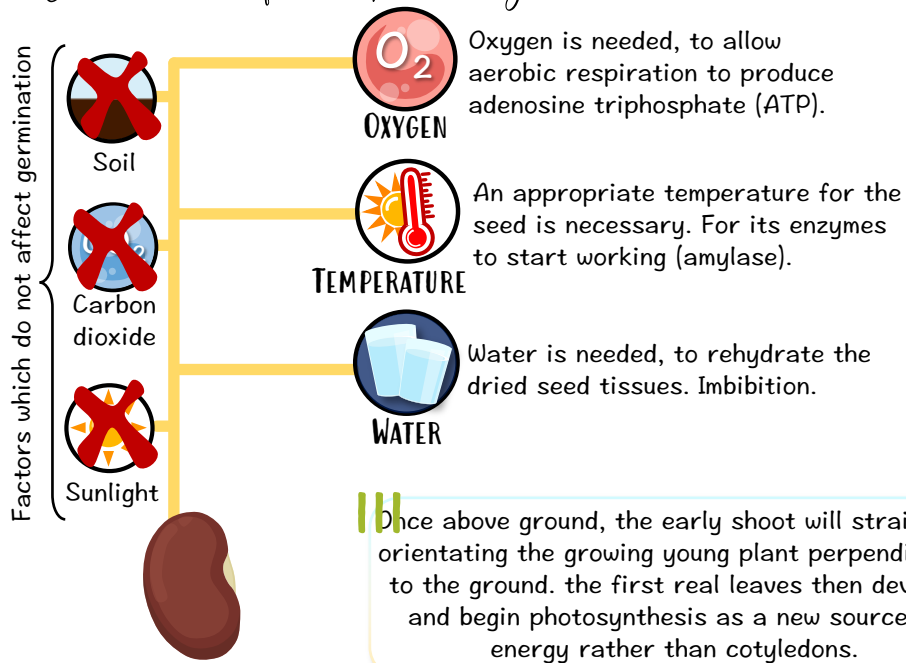 Factors which do not affect germination
Soil
Carbon
dioxide
Sunlight
O2
OXYGEN
Oxygen is needed, to allow
aerobic respiration to produce
adenosine triphosphate (ATP).
TEMPERATURE
An appropriate temperature for the
seed is necessary. For its enzymes
to start working (amylase).
WATER
Water is needed, to rehydrate the
dried seed tissues. Imbibition.
Once above ground, the early shoot will
orientating the growing young plant
to the ground. the first real leaves then
and begin photosynthesis as a new source
energy rather than cotyledons.